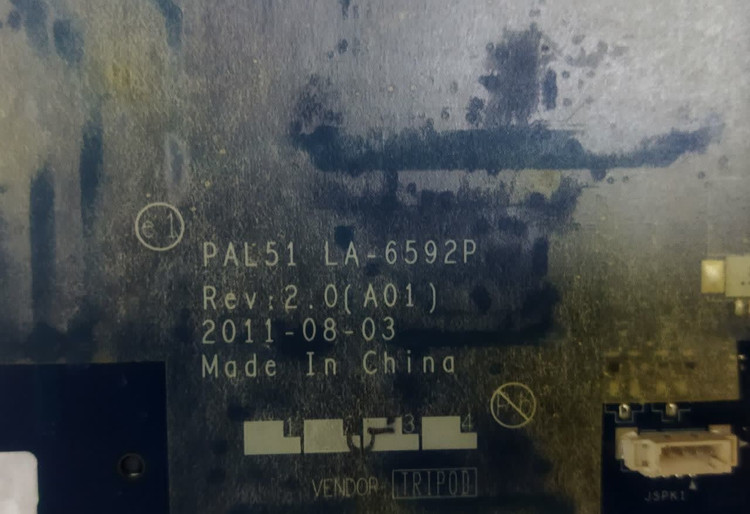 e1
PAL51 LA-6592P
Rev:2.0(A01)
2011-08-03
Made In China
Pb
1 3 4
VENDOR TRIPOD
JSPK1